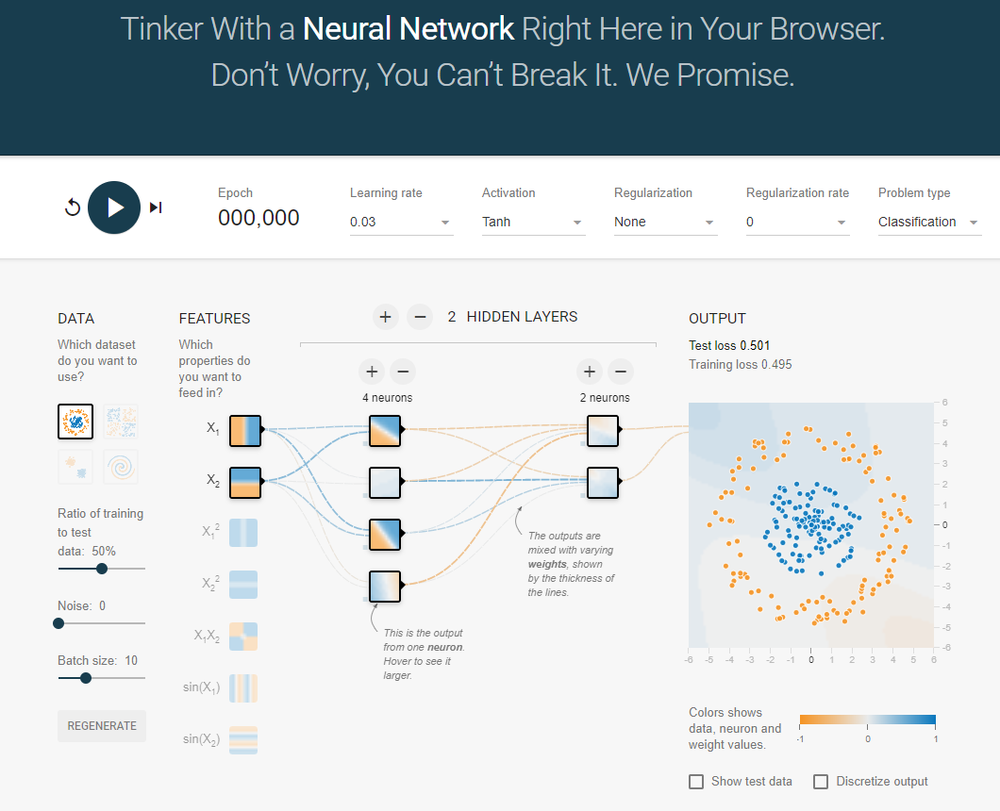 Tinker With a Neural Network Right Here in Your Browser.
Don’t Worry, You Can’t Break It. We Promise.
Epoch
000,000
Learning rate
0.03
Activation
Tanh
Regularization
None
Regularization rate
0
Problem type
Classification
DATA
Which dataset
do you want to
use?
Ratio of training
to test
data: 50%
Noise: 0
Batch size: 10
REGENERATE
FEATURES
Which
properties do
you want to
feed in?
X1
X2
X1²
X2²
X1X2
sin(X1)
sin(X2)
+ − 2 HIDDEN LAYERS
+ −
4 neurons
+ −
2 neurons
The outputs are
mixed with varying
weights, shown
by the thickness of
the lines.
This is the output
from one neuron.
Hover to see it
larger.
OUTPUT
Test loss 0.501
Training loss 0.495
6
5
4
3
2
1
0
-1
-2
-3
-4
-5
-6
-6 -5 -4 -3 -2 -1 0 1 2 3 4 5 6
Colors shows
data, neuron and
weight values.
-1 0 1
Show test data
Discretize output